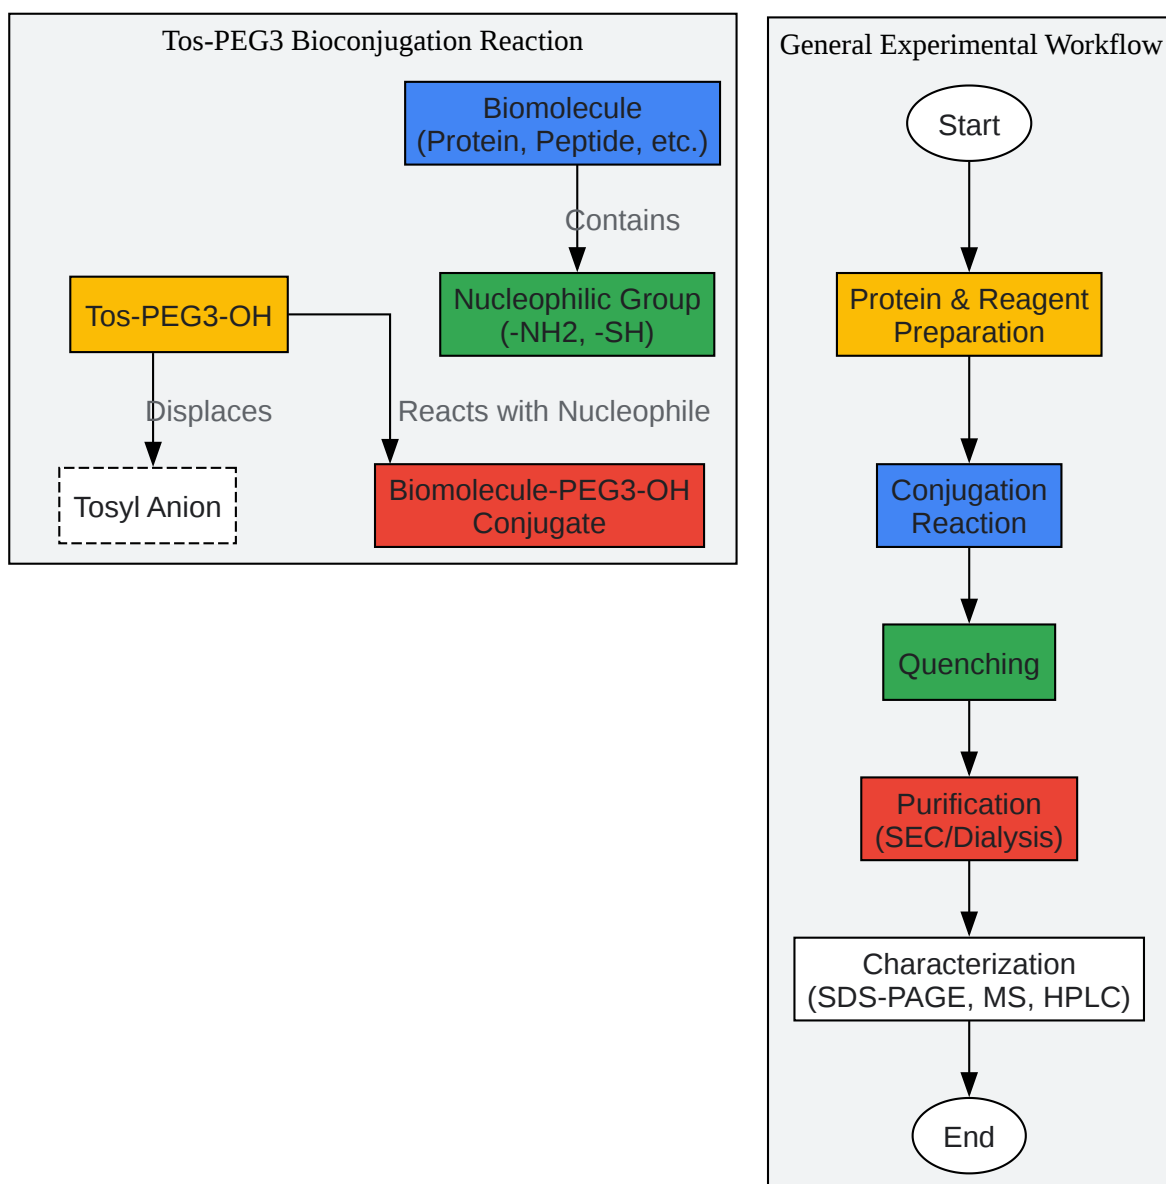 Tos-PEG3 Bioconjugation Reaction
Biomolecule
(Protein, Peptide, etc.)
Contains
Tos-PEG3-OH
Nucleophilic Group
(-NH2, -SH)
Displaces
Reacts with Nucleophile
Tosyl Anion
Biomolecule-PEG3-OH
Conjugate
General Experimental Workflow
Start
Protein & Reagent
Preparation
Conjugation
Reaction
Quenching
Purification
(SEC/Dialysis)
Characterization
(SDS-PAGE, MS, HPLC)
End